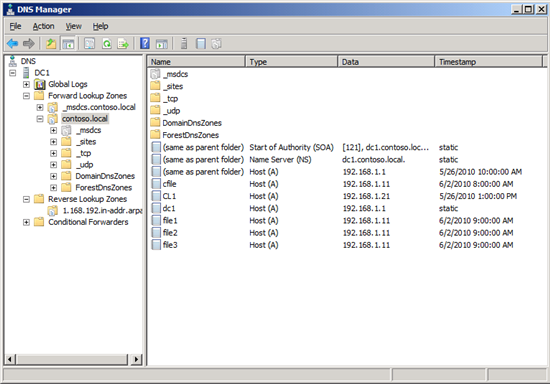 DNS Manager
File Action View Help
DNS
DC1
Global Logs
Forward Lookup Zones
_msdcs.contoso.local
contoso.local
_msdcs
_sites
_tcp
_udp
DomainDnsZones
ForestDnsZones
Reverse Lookup Zones
1.168.192.in-addr.arpa
Conditional Forwarders
Name Type Data Timestamp
_msdcs
_sites
_tcp
_udp
DomainDnsZones
ForestDnsZones
(same as parent folder) Start of Authority (SOA) [121], dc1.contoso.loc... static
(same as parent folder) Name Server (NS) dc1.contoso.local. static
(same as parent folder) Host (A) 192.168.1.1 5/26/2010 10:00:00 AM
cfile Host (A) 192.168.1.11 6/2/2010 8:00:00 AM
CL1 Host (A) 192.168.1.21 5/26/2010 1:00:00 PM
dc1 Host (A) 192.168.1.1 static
file1 Host (A) 192.168.1.11 6/2/2010 9:00:00 AM
file2 Host (A) 192.168.1.11 6/2/2010 9:00:00 AM
file3 Host (A) 192.168.1.11 6/2/2010 9:00:00 AM